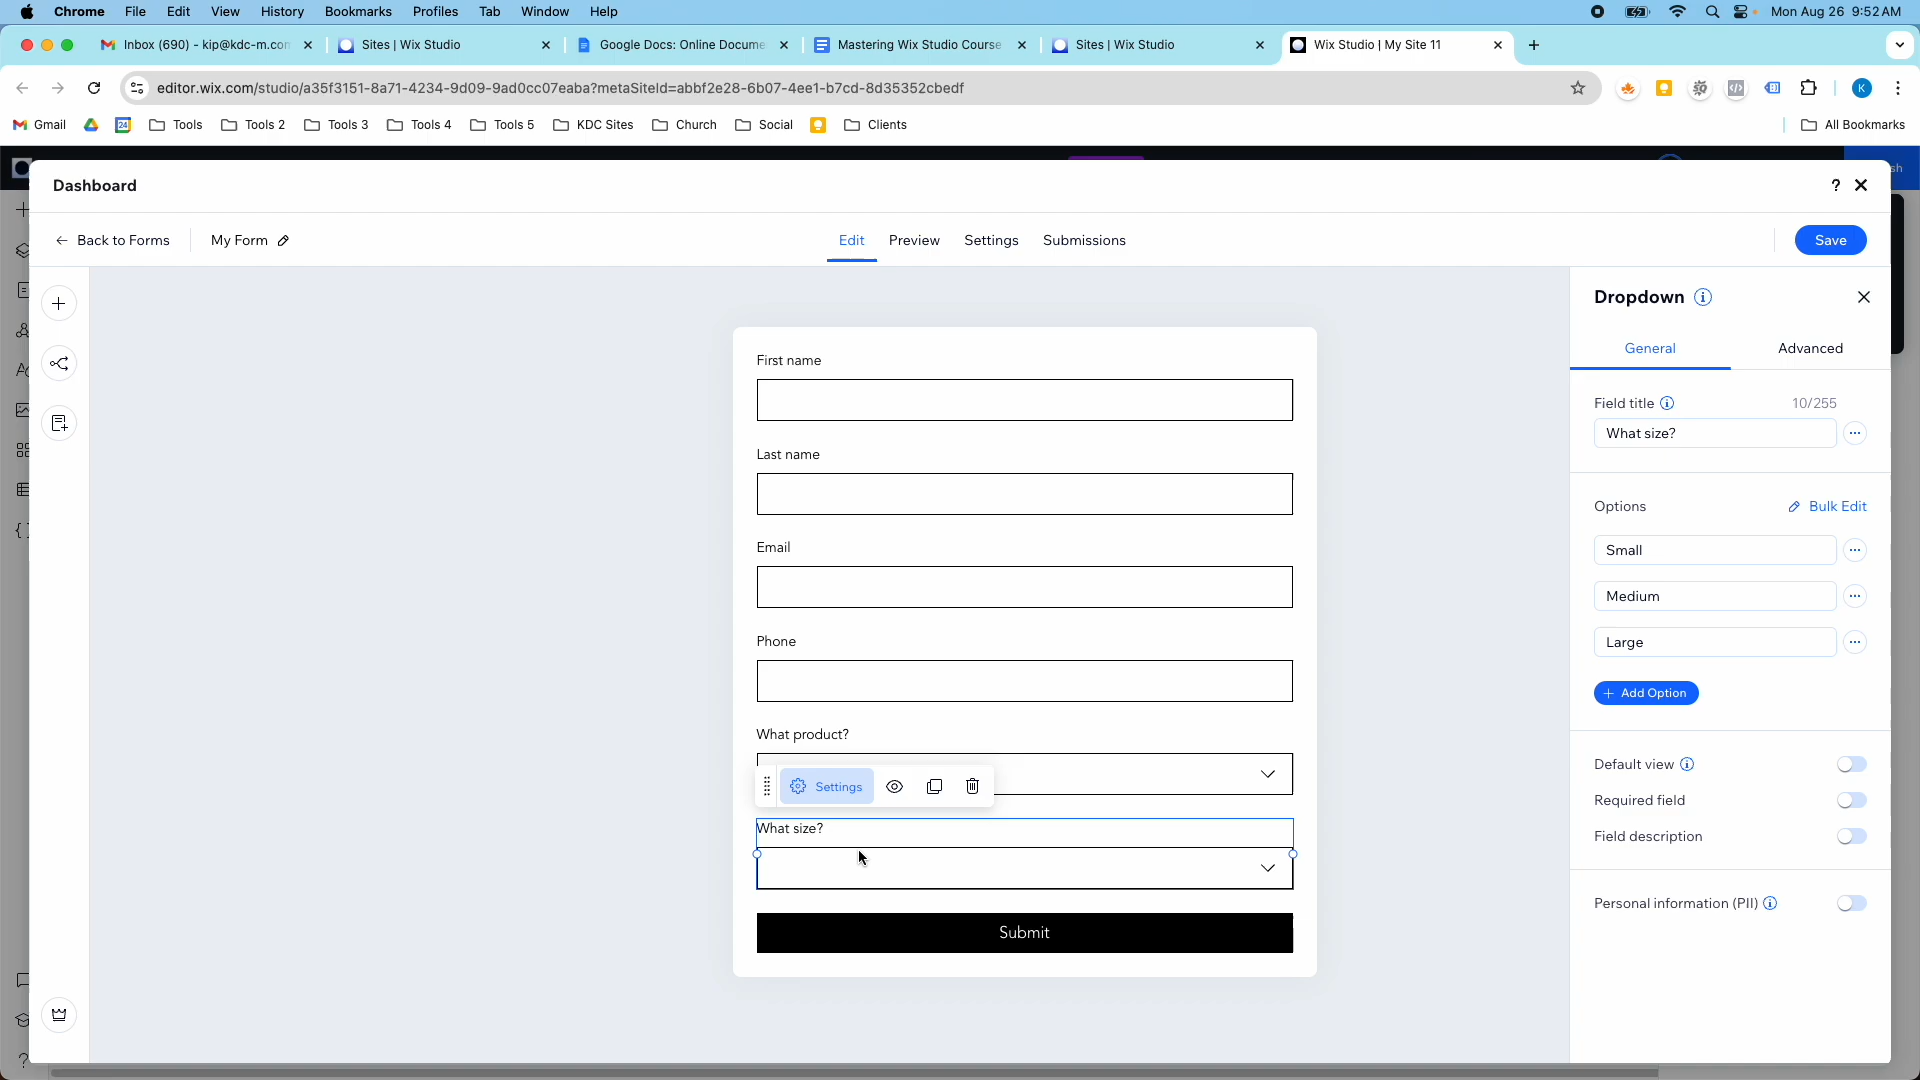 Chrome File Edit View History Bookmarks Profiles Tab Window Help Mon Aug 26 9:52 AM
Inbox (690) - kip@kdc-m.con Sites | Wix Studio Google Docs: Online Docume Mastering Wix Studio Course Sites | Wix Studio Wix Studio | My Site 11
editor.wix.com/studio/a35f3151-8a71-4234-9d09-9ad0cc07eaba?metaSiteId=abbf2e28-6b07-4ee1-b7cd-8d35352cbedf
Gmail Tools Tools 2 Tools 3 Tools 4 Tools 5 KDC Sites Church Social Clients All Bookmarks
Dashboard
Back to Forms My Form Edit Preview Settings Submissions Save
Dropdown
General Advanced
First name
Field title 10/255
What size?
Last name
Options Bulk Edit
Email
Small
Medium
Phone
Large
Add Option
What product?
Default view
Settings
Required field
What size?
Field description
Personal information (PII)
Submit